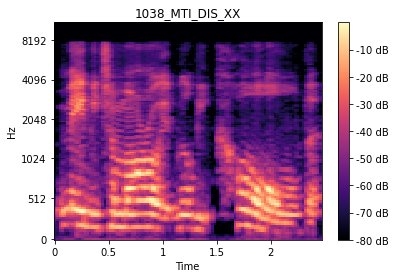 1038_MTI_DIS_XX
8192
4096
2048
1024
512
0
Hz
0
0.5
1
1.5
2
Time
-10 dB
-20 dB
-30 dB
-40 dB
-50 dB
-60 dB
-70 dB
-80 dB